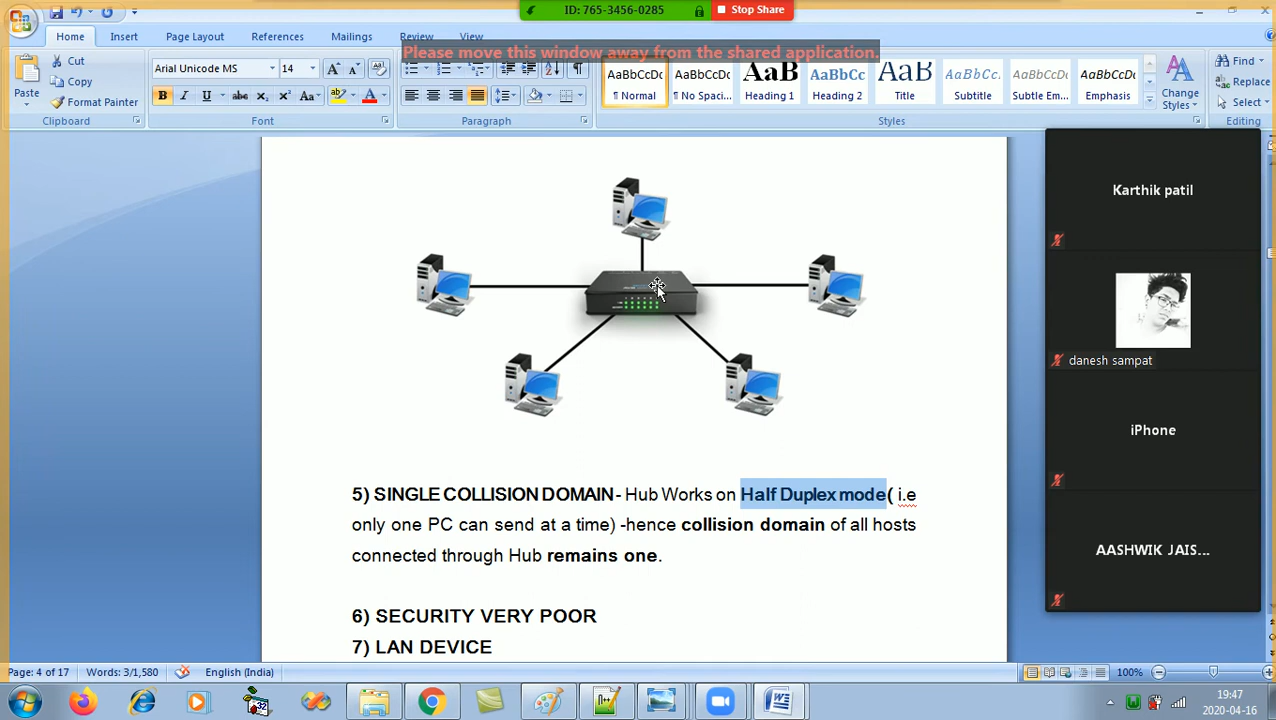 ID: 765-3456-0285
Stop Share
Home Insert Page Layout References Mailings Review View
Please move this window away from the shared application.
Paste
Cut
Copy
Format Painter
Clipboard
Arial Unicode MS 14
B I U abc X₂ X² Aa
Font
Paragraph
AaBbCcDc AaBbCcDc AaB AaBbCc AaB AaBbCc. AaBbCcDc AaBbCcDc
¶ Normal ¶ No Spaci... Heading 1 Heading 2 Title Subtitle Subtle Em... Emphasis
Change Styles
Styles
Find
Replace
Select
Editing
Karthik patil
danesh sampat
iPhone
AASHWIK JAIS...
5) SINGLE COLLISION DOMAIN- Hub Works on Half Duplex mode( i.e
only one PC can send at a time) -hence collision domain of all hosts
connected through Hub remains one.
6) SECURITY VERY POOR
7) LAN DEVICE
Page: 4 of 17 Words: 3/1,580 English (India) 100%
32
19:47
2020-04-16